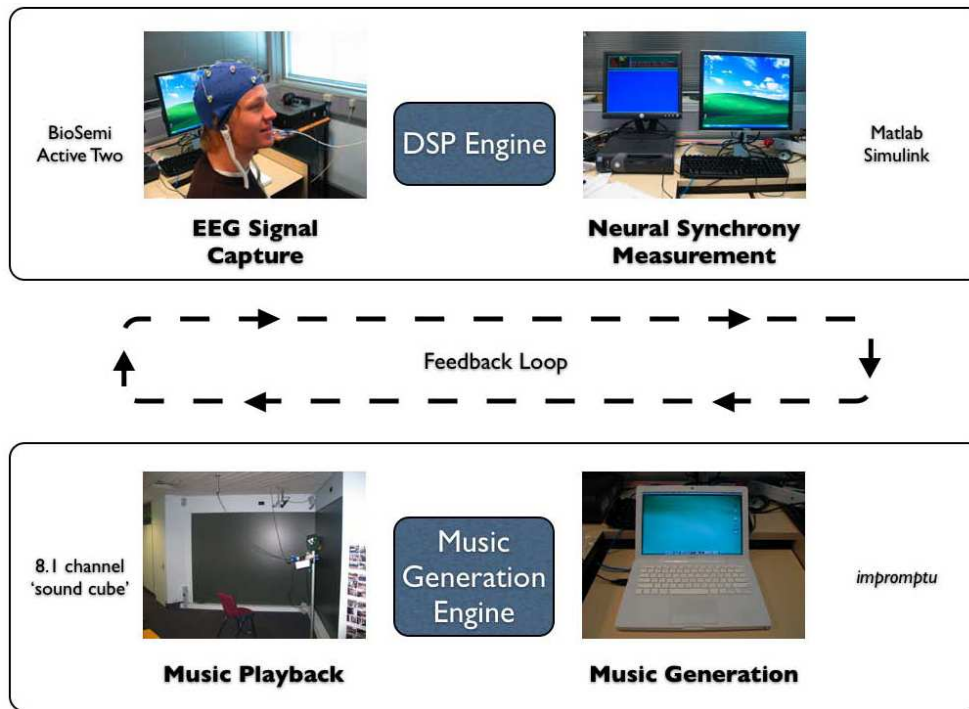 BioSemi
Active Two
DSP Engine
Matlab
Simulink
EEG Signal
Capture
Neural Synchrony
Measurement
Feedback Loop
8.1 channel
'sound cube'
Music
Generation
Engine
impromptu
Music Playback
Music Generation